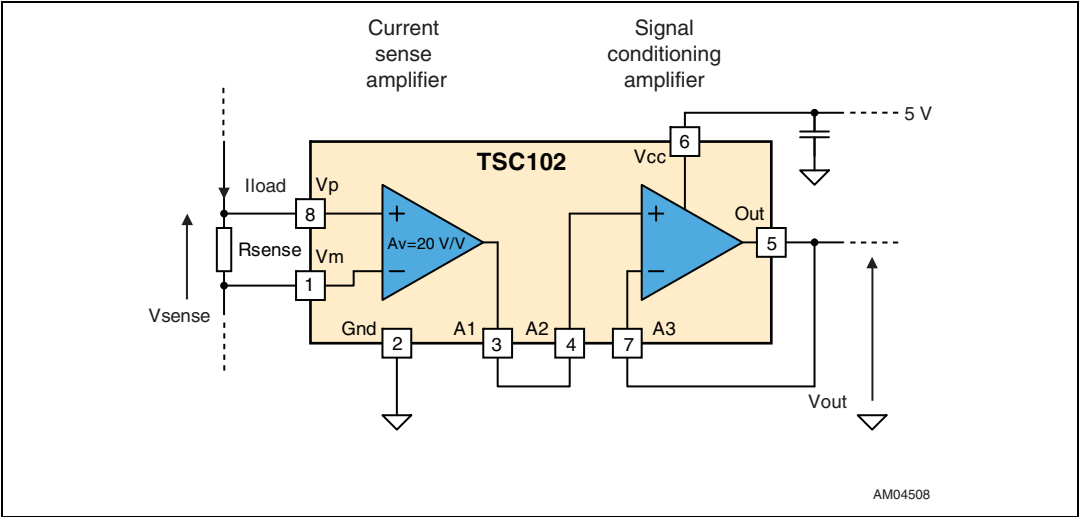 Current
sense
amplifier
Signal
conditioning
amplifier
5 V
6
Vcc
TSC102
Iload
Vp
8
+
Av=20 V/V
−
Rsense
Vm
1
Vsense
+
−
Out
5
Gnd
2
A1
3
A2
4
7
A3
Vout
AM04508